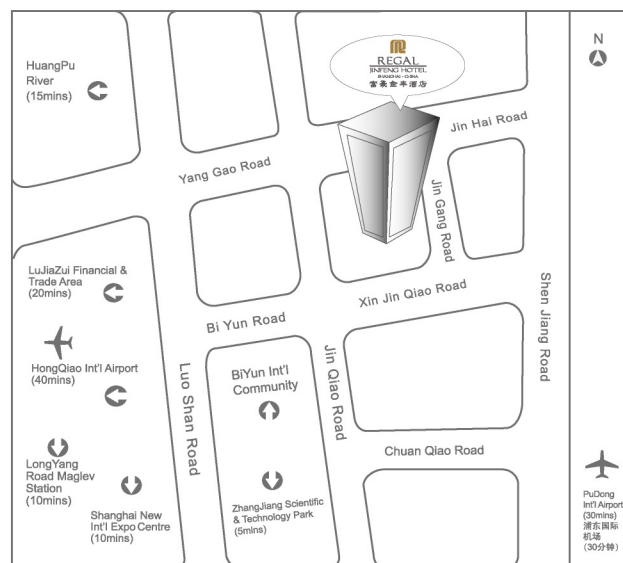 HuangPu
River
(15mins)
REGAL
JINFENG HOTEL
SHANGHAI · CHINA
富豪金丰酒店
N
Jin Hai Road
Yang Gao Road
Jin Gang Road
LuJiaZui Financial &
Trade Area
(20mins)
Xin Jin Qiao Road
Shen Jiang Road
Bi Yun Road
HongQiao Int'l Airport
(40mins)
Luo Shan Road
BiYun Int'l
Community
Jin Qiao Road
Chuan Qiao Road
LongYang
Road Maglev
Station
(10mins)
Shanghai New
Int'l Expo Centre
(10mins)
ZhangJiang Scientific
& Technology Park
(5mins)
PuDong
Int'l Airport
(30mins)
浦东国际
机场
(30分钟)